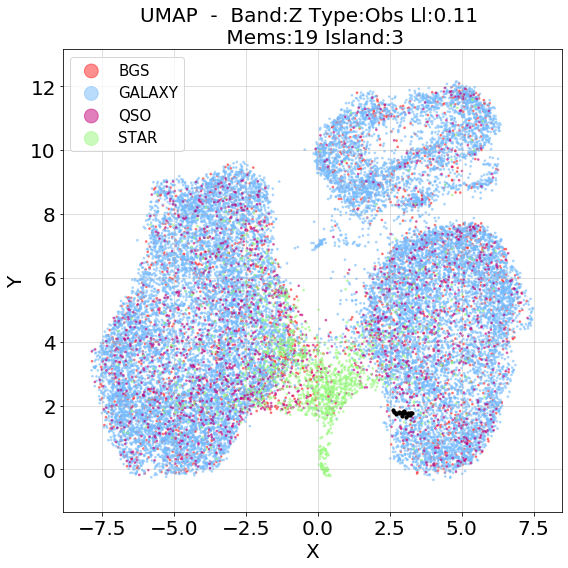 UMAP - Band:Z Type:Obs Ll:0.11
Mems:19 Island:3
BGS
GALAXY
QSO
STAR
12
10
8
6
4
2
0
Y
−7.5 −5.0 −2.5 0.0 2.5 5.0 7.5
X